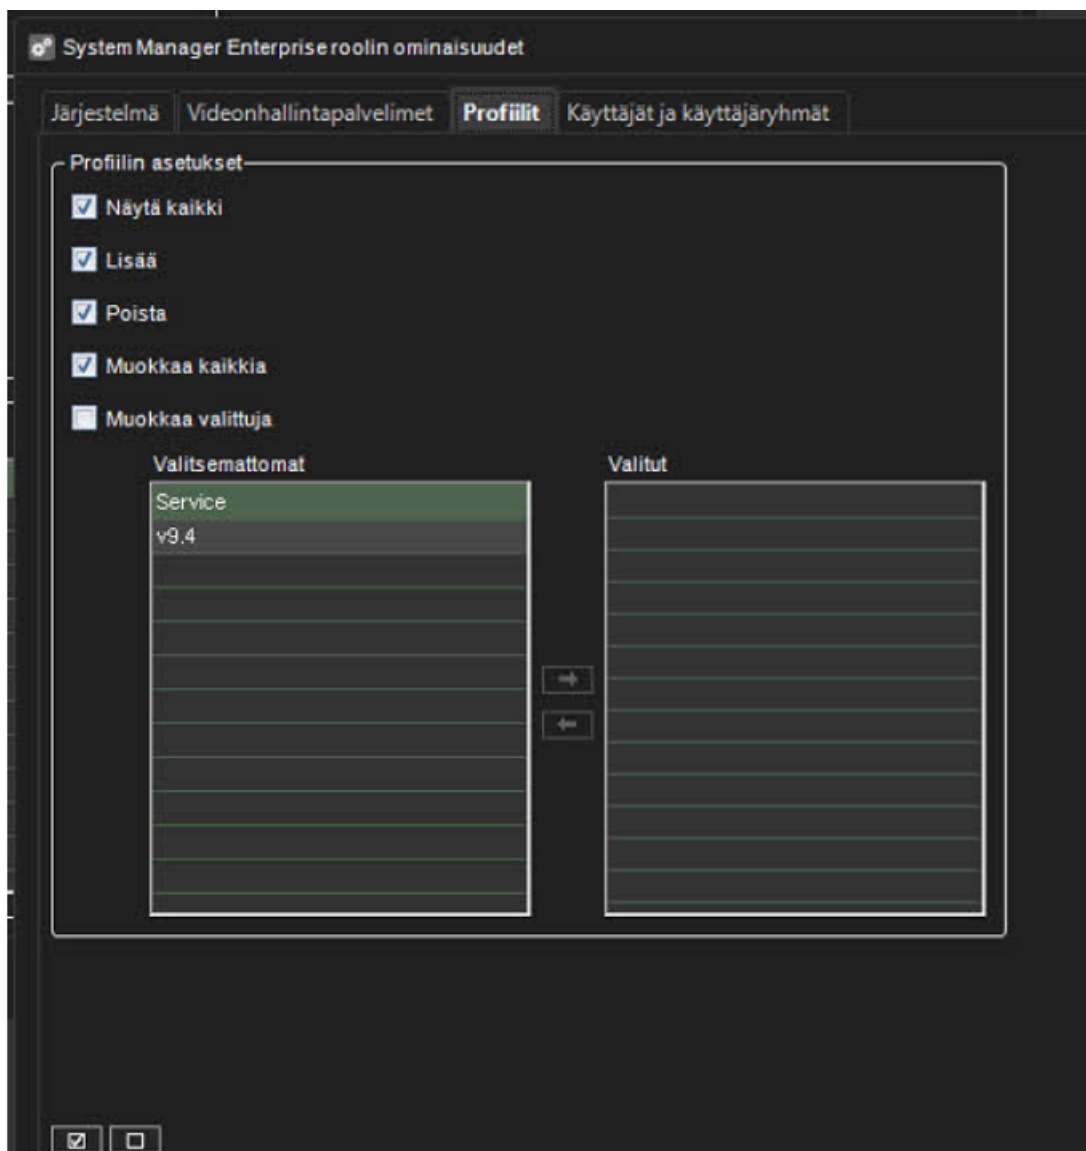 System Manager Enterprise roolin ominaisuudet
Järjestelmä Videonhallintapalvelimet Profiilit Käyttäjät ja käyttäjäryhmät
Profiilin asetukset
Näytä kaikki
Lisää
Poista
Muokkaa kaikkia
Muokkaa valittuja
Valitsemattomat Valitut
Service
v9.4